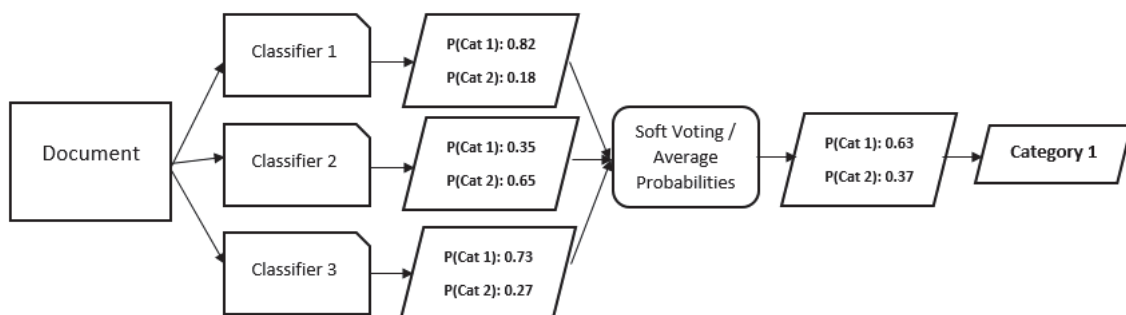 Document
Classifier 1
P(Cat 1): 0.82
P(Cat 2): 0.18
Classifier 2
P(Cat 1): 0.35
P(Cat 2): 0.65
Classifier 3
P(Cat 1): 0.73
P(Cat 2): 0.27
Soft Voting /
Average
Probabilities
P(Cat 1): 0.63
P(Cat 2): 0.37
Category 1